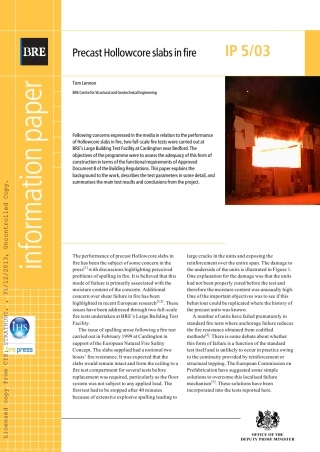 BRE
Precast Hollowcore slabs in fire
IP 5/03
Tom Lennon
BRE Centre for Structural and Geotechnical Engineering
Following concerns expressed in the media in relation to the performance
of Hollowcore slabs in fire, two full-scale fire tests were carried out at
BRE's Large Building Test Facility at Cardington near Bedford. The
objectives of the programme were to assess the adequacy of this form of
construction in terms of the functional requirements of Approved
Document B of the Building Regulations. This paper explains the
background to the work, describes the test parameters in some detail, and
summarises the main test results and conclusions from the project.
information paper
Licensed copy from CIS: , 31/12/2013, Uncontrolled Copy.
IHS
press
The performance of precast Hollowcore slabs in
fire has been the subject of some concern in the
press with discussions highlighting perceived
problems of spalling in fire. It is believed that this
mode of failure is primarily associated with the
moisture content of the concrete. Additional
concern over shear failure in fire has been
highlighted in recent European research. These
issues have been addressed through two full-scale
fire tests undertaken at BRE's Large Building Test
Facility.
The issue of spalling arose following a fire test
carried out in February 1998 at Cardington in
support of the European Natural Fire Safety
Concept. The slabs supplied had a notional two
hours' fire resistance. It was expected that the
slabs would remain intact and form the ceiling to a
fire test compartment for several tests before
replacement was required, particularly as the floor
system was not subject to any applied load. The
first test had to be stopped after 40 minutes
because of extensive explosive spalling leading to
large cracks in the units and exposing the
reinforcement over the entire span. The damage to
the underside of the units is illustrated in Figure 1.
One explanation for the damage was that the units
had not been properly cured before the test and
therefore the moisture content was unusually high.
One of the important objectives was to see if this
behaviour could be replicated where the history of
the precast units was known.
A number of units have failed prematurely in
standard fire tests where anchorage failure reduces
the fire resistance obtained from codified
methods. There is some debate about whether
this form of failure is a function of the standard
test itself and is unlikely to occur in practice owing
to the continuity provided by reinforcement or
structural topping. The European Commission on
Prefabrication have suggested some simple
solutions to overcome this localised failure
mechanism. These solutions have been
incorporated into the tests reported here.
OFFICE OF THE
DEPUTY PRIME MINISTER